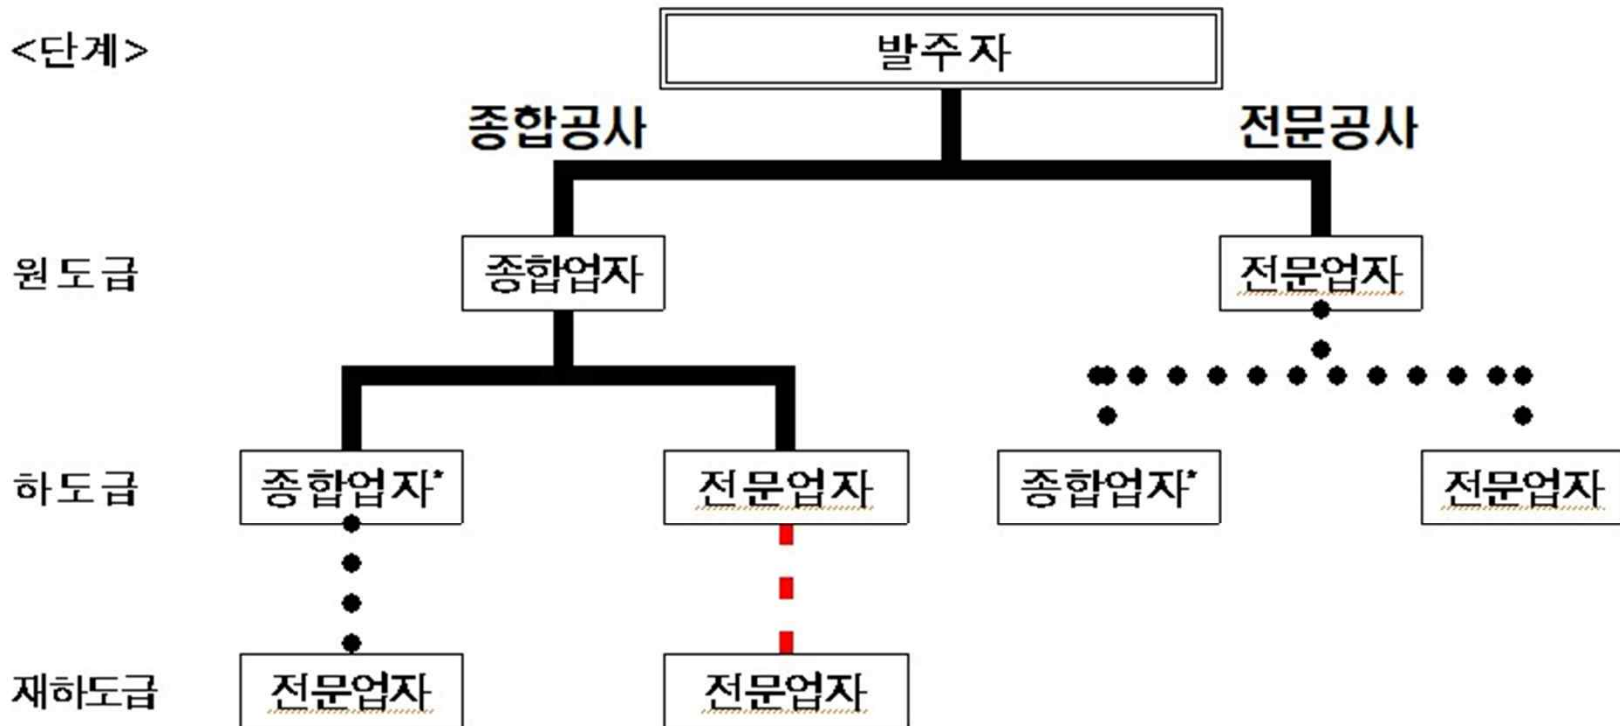 <단계>
발주자
종합공사
전문공사
원도급
종합업자
전문업자
하도급
종합업자*
전문업자
종합업자*
전문업자
재하도급
전문업자
전문업자